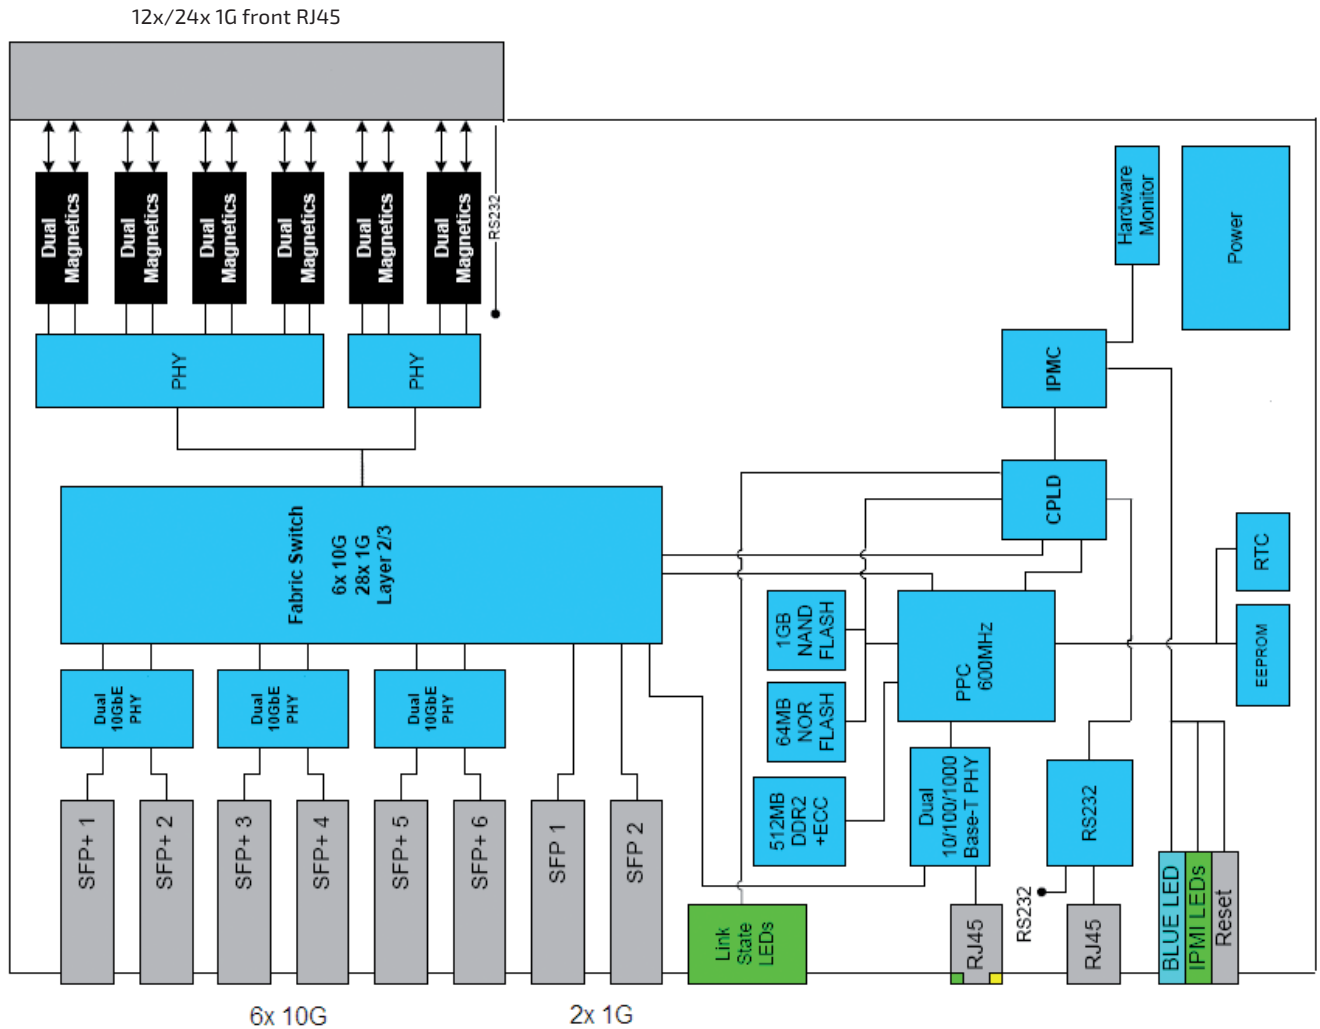 12x/24x 1G front RJ45
Dual
Magnetics
Dual
Magnetics
Dual
Magnetics
Dual
Magnetics
Dual
Magnetics
Dual
Magnetics
RS232
Hardware
Monitor
Power
PHY
PHY
IPMC
CPLD
Fabric Switch
6x 10G
28x 1G
Layer 2/3
RTC
EEPROM
1GB
NAND
FLASH
PPC
600MHz
64MB
NOR
FLASH
Dual
10GbE
PHY
Dual
10GbE
PHY
Dual
10GbE
PHY
512MB
DDR2
+ECC
Dual
10/100/1000
Base-T PHY
RS232
SFP+ 1
SFP+ 2
SFP+ 3
SFP+ 4
SFP+ 5
SFP+ 6
SFP 1
SFP 2
Link
State
LEDs
RJ45
RS232
RJ45
BLUE LED
IPMI LEDs
Reset
6x 10G
2x 1G